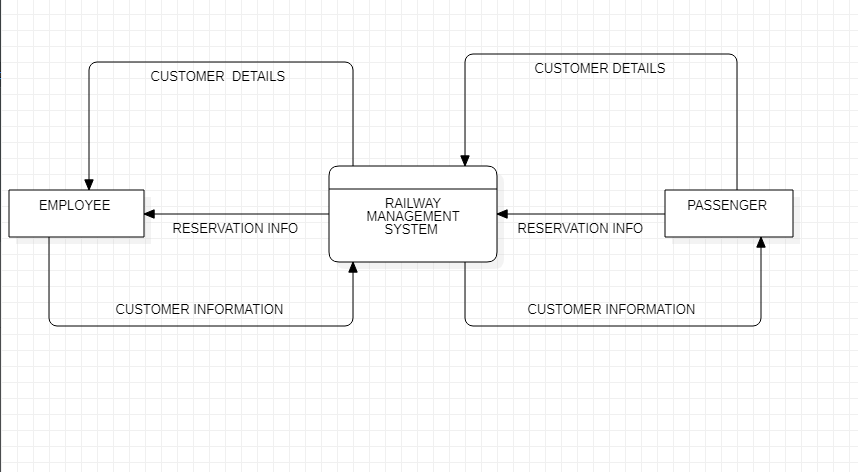 CUSTOMER DETAILS
CUSTOMER DETAILS
EMPLOYEE
RAILWAY
MANAGEMENT
SYSTEM
PASSENGER
RESERVATION INFO
RESERVATION INFO
CUSTOMER INFORMATION
CUSTOMER INFORMATION